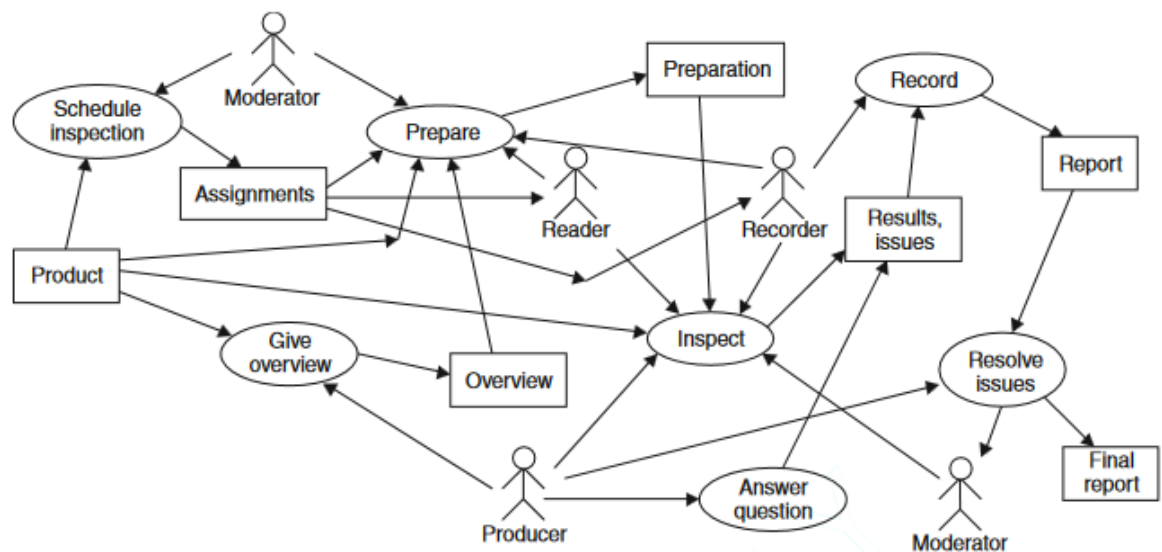 Moderator
Schedule
inspection
Prepare
Preparation
Record
Assignments
Reader
Recorder
Results,
issues
Report
Product
Give
overview
Overview
Inspect
Resolve
issues
Producer
Answer
question
Moderator
Final
report